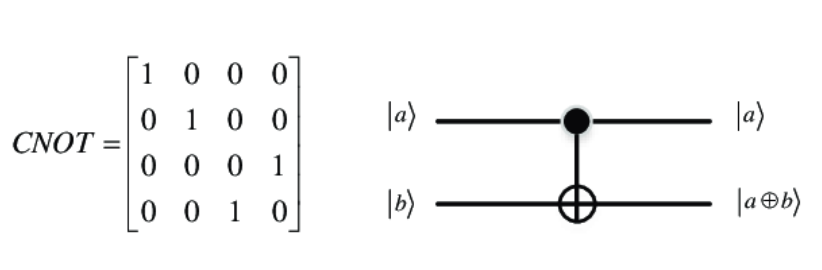 CNOT =
1 0 0 0
0 1 0 0
0 0 0 1
0 0 1 0
|a⟩ |a⟩
|b⟩ |a⊕b⟩